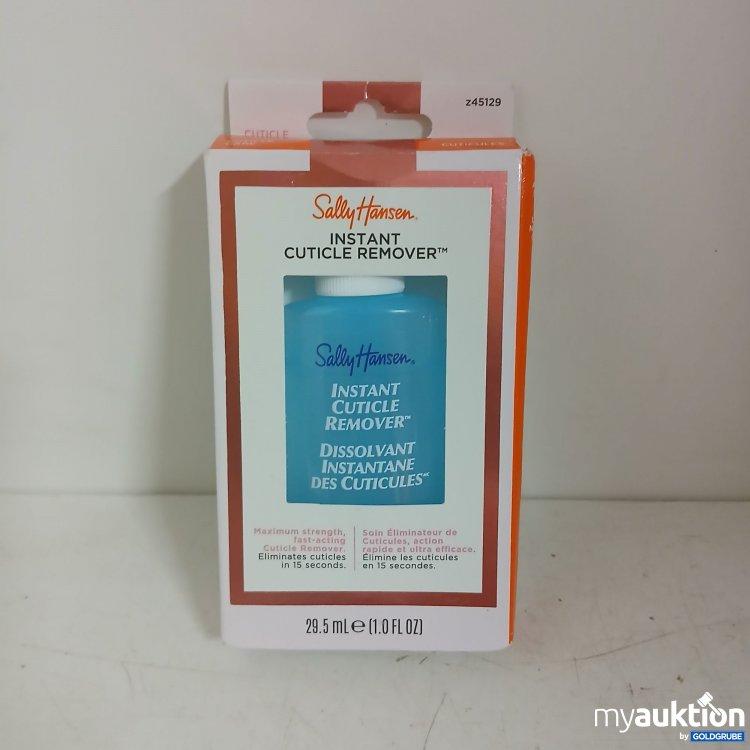 z45129
CUTICLE
CUTICULES
Sally Hansen®
INSTANT
CUTICLE REMOVER™
Sally Hansen®
INSTANT
CUTICLE
REMOVER™
DISSOLVANT
INSTANTANE
DES CUTICULES
Maximum strength,
fast-acting
Cuticle Remover.
Eliminates cuticles
in 15 seconds.
Soin Éliminateur de
Cuticules, action
rapide et ultra efficace.
Élimine les cuticules
en 15 secondes.
29.5 mL ℮ (1.0 FL OZ)
myauktion
by GOLDGRUBE